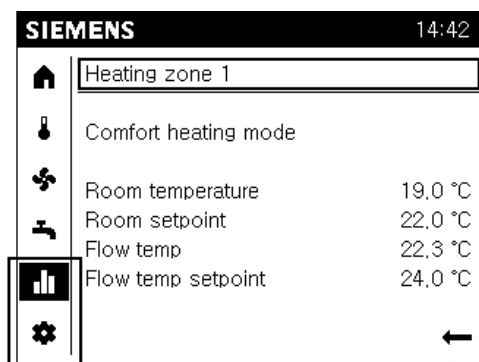 SIEMENS 14:42
Heating zone 1
Comfort heating mode
Room temperature 19,0 °C
Room setpoint 22,0 °C
Flow temp 22,3 °C
Flow temp setpoint 24,0 °C